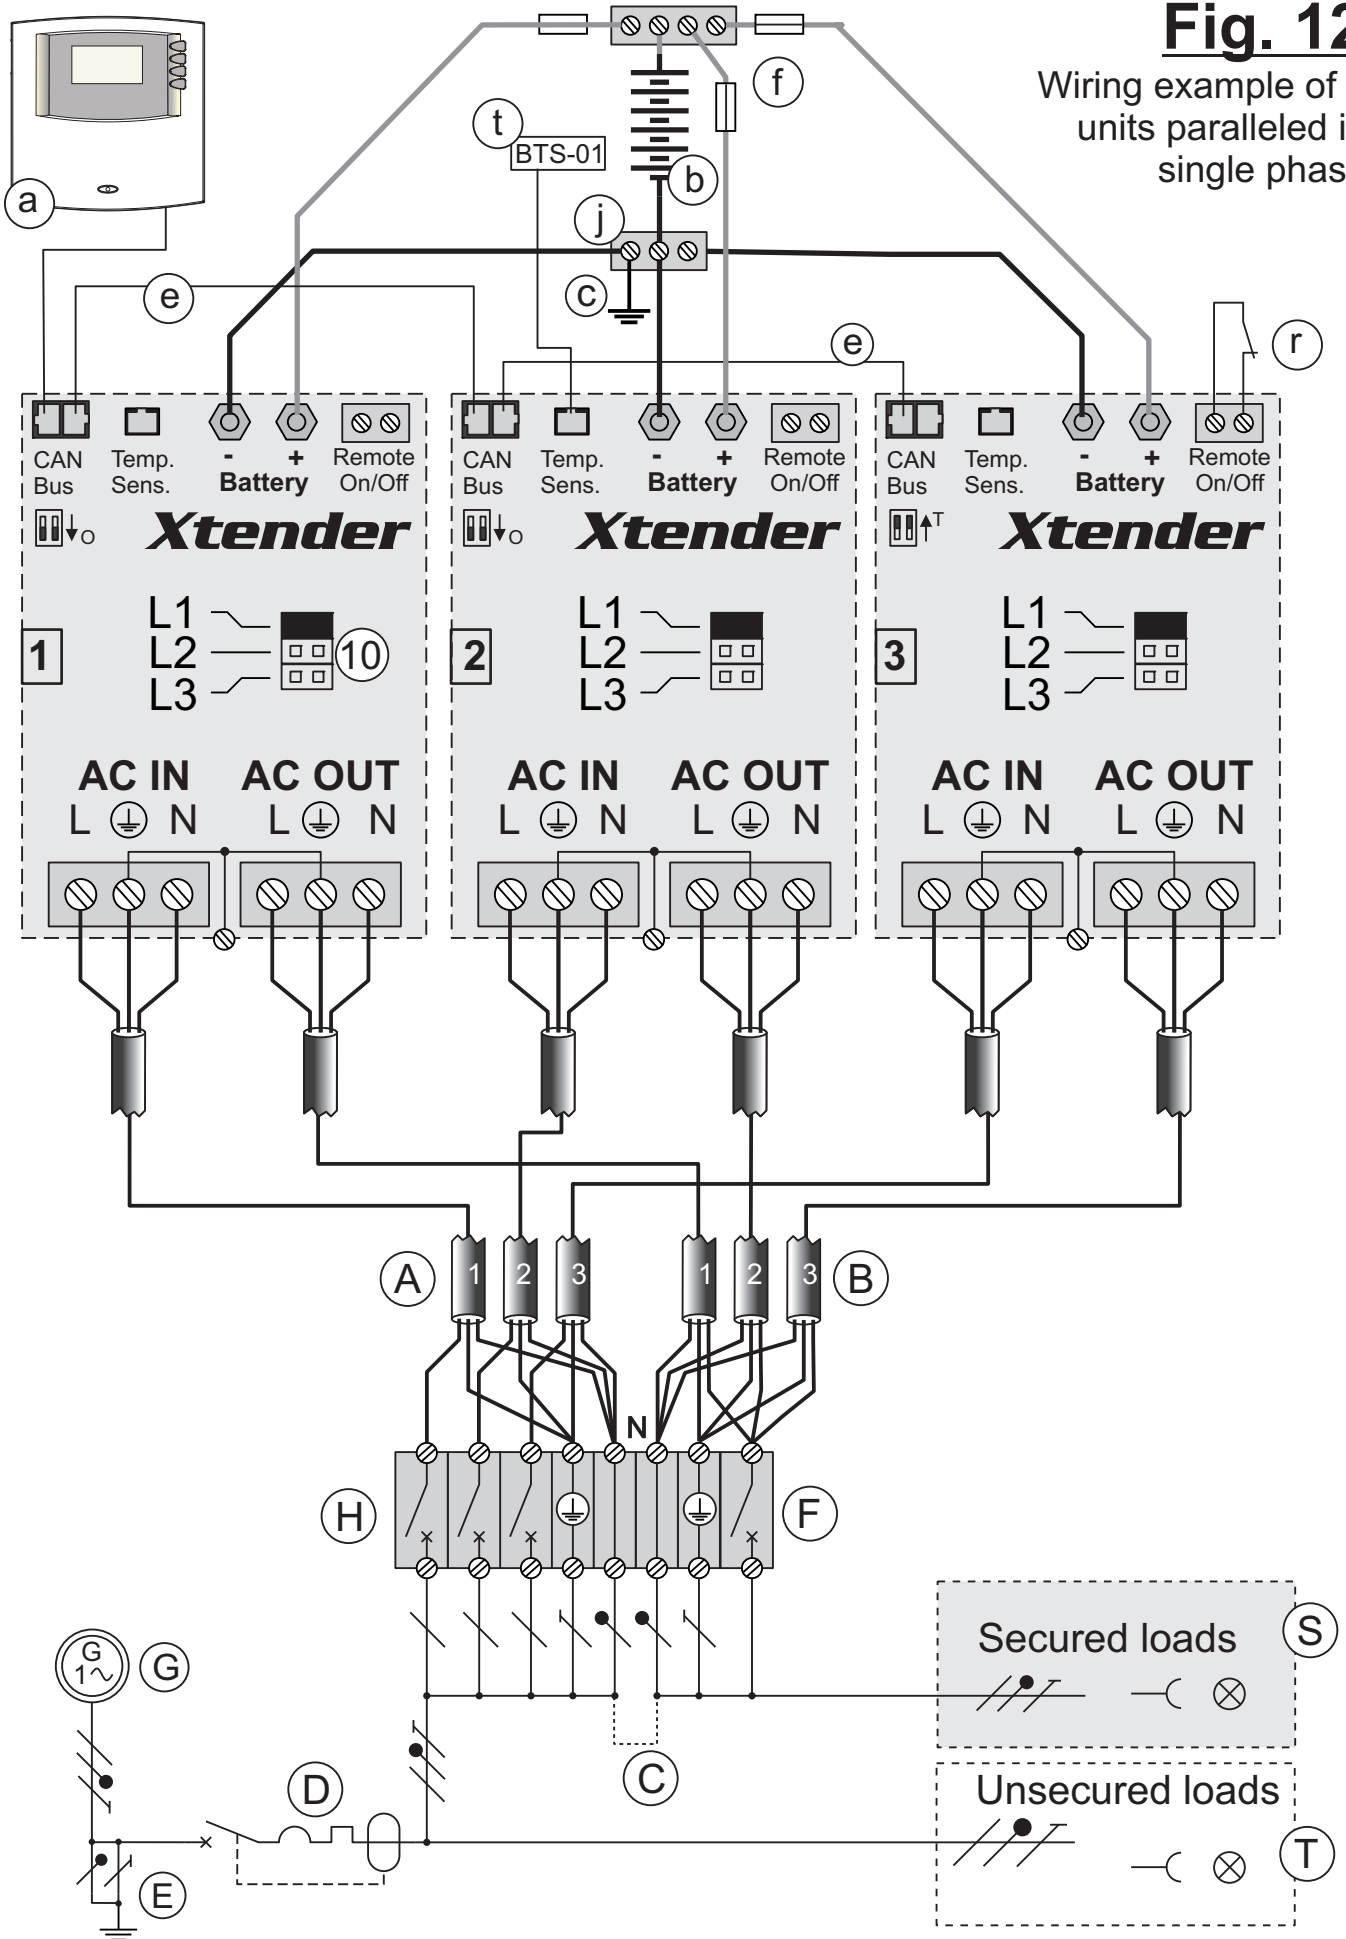 Fig. 12
Wiring example of
units paralleled i
single phas
a
t
BTS-01
f
b
j
c
e
e
r
CAN Bus
Temp. Sens.
- +
Battery
Remote On/Off
O
Xtender
1
L1
L2
L3
10
AC IN
AC OUT
L N
L N
CAN Bus
Temp. Sens.
- +
Battery
Remote On/Off
O
Xtender
2
L1
L2
L3
AC IN
AC OUT
L N
L N
CAN Bus
Temp. Sens.
- +
Battery
Remote On/Off
T
Xtender
3
L1
L2
L3
AC IN
AC OUT
L N
L N
A
1
2
3
1
2
3
B
N
H
F
G
1
G
D
E
C
Secured loads
S
Unsecured loads
T